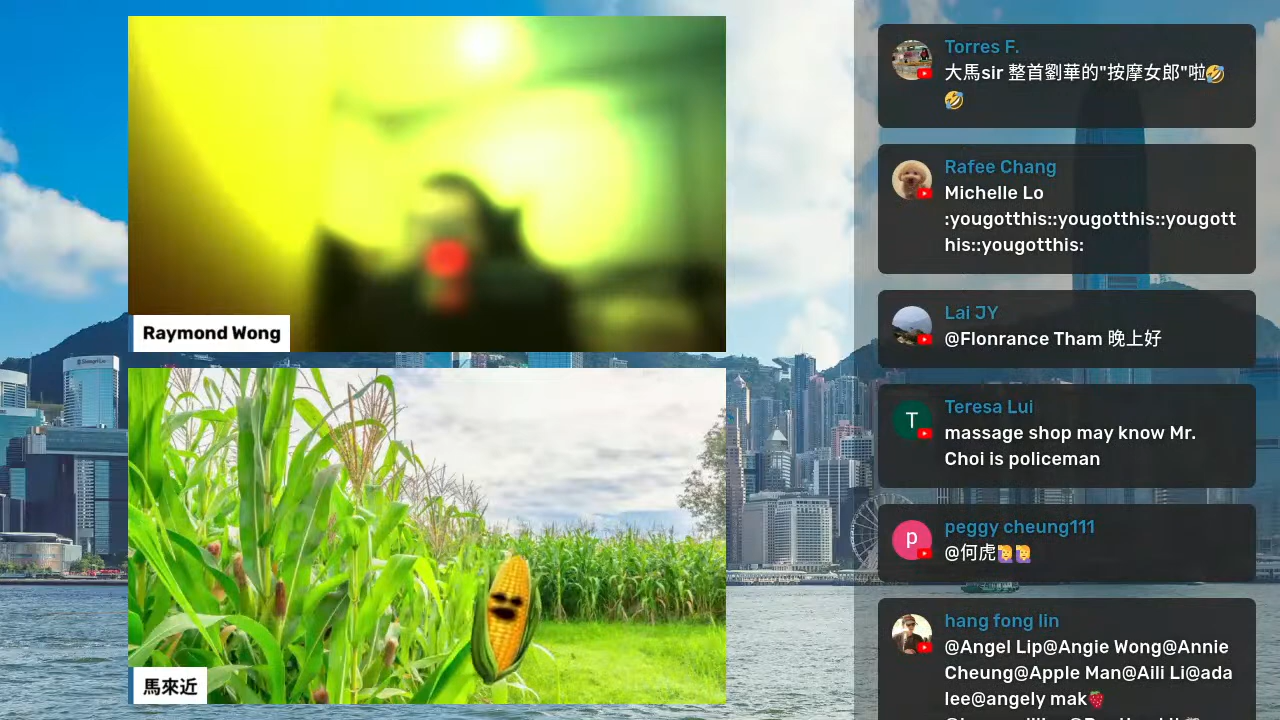 Raymond Wong
馬來近
Torres F.
大馬sir 整首劉華的"按摩女郎"啦🤣
🤣
Rafee Chang
Michelle Lo
:yougotthis::yougotthis::yougott
his::yougotthis:
Lai JY
@Flonrance Tham 晚上好
T
Teresa Lui
massage shop may know Mr.
Choi is policeman
p
peggy cheung111
@何虎🙋🙋
hang fong lin
@Angel Lip@Angie Wong@Annie
Cheung@Apple Man@Aili Li@ada
lee@angely mak🍓